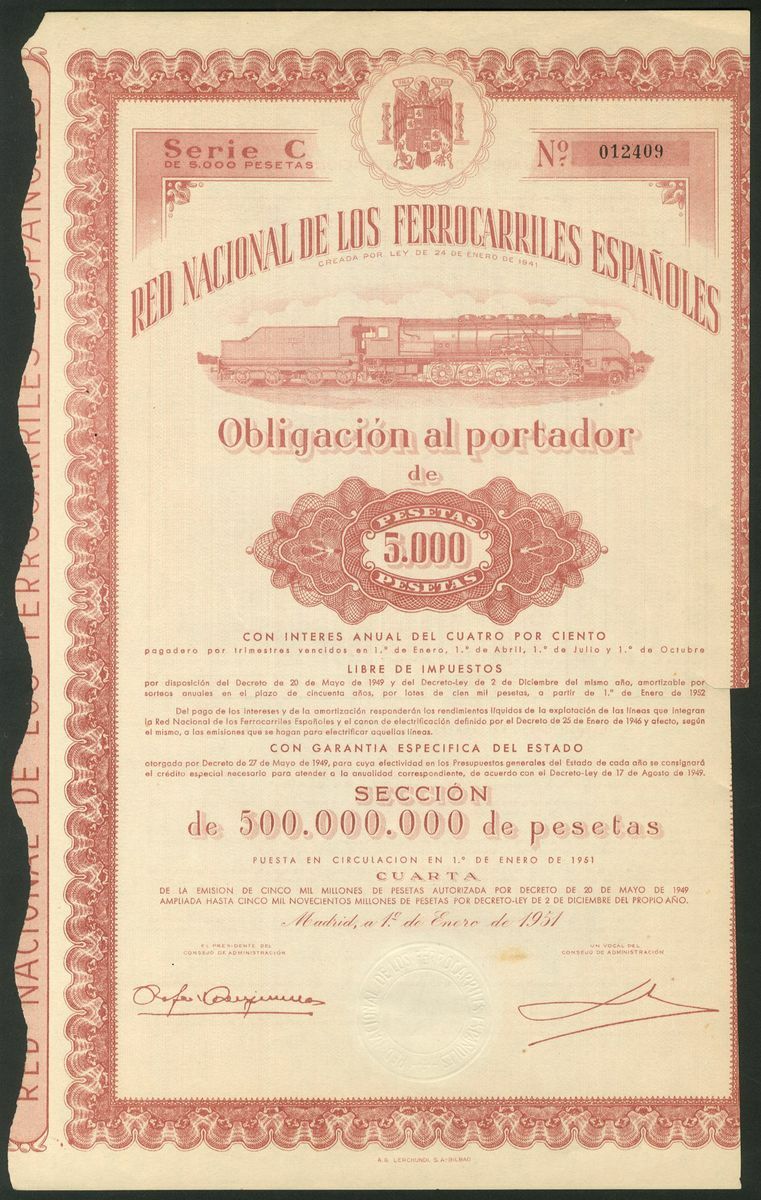 Serie C
DE 5.000 PESETAS
Nº 012409
RED NACIONAL DE LOS FERROCARRILES ESPAÑOLES
CREADA POR LEY DE 24 DE ENERO DE 1941
Obligación al portador
de
PESETAS
5.000
PESETAS
CON INTERES ANUAL DEL CUATRO POR CIENTO
pagadero por trimestres vencidos en 1.º de Enero, 1.º de Abril, 1.º de Julio y 1.º de Octubre
LIBRE DE IMPUESTOS
por disposición del Decreto de 20 de Mayo de 1949 y del Decreto-Ley de 2 de Diciembre del mismo año, amortizable por
sorteos anuales en el plazo de cincuenta años, por lotes de cien mil pesetas, a partir de 1.º de Enero de 1952
Del pago de los intereses y de la amortización responderán los rendimientos líquidos de la explotación de las líneas que integran
la Red Nacional de los Ferrocarriles Españoles y el canon de electrificación definido por el Decreto de 25 de Enero de 1946 y afecto, según
el mismo, a las emisiones que se hagan para electrificar aquellas líneas.
CON GARANTIA ESPECIFICA DEL ESTADO
otorgada por Decreto de 27 de Mayo de 1949, para cuya efectividad en los Presupuestos generales del Estado de cada año se consignará
el crédito especial necesario para atender a la anualidad correspondiente, de acuerdo con el Decreto-Ley de 17 de Agosto de 1949.
SECCIÓN
de 500.000.000 de pesetas
PUESTA EN CIRCULACION EN 1.º DE ENERO DE 1951
CUARTA
DE LA EMISION DE CINCO MIL MILLONES DE PESETAS AUTORIZADA POR DECRETO DE 20 DE MAYO DE 1949
AMPLIADA HASTA CINCO MIL NOVECIENTOS MILLONES DE PESETAS POR DECRETO-LEY DE 2 DE DICIEMBRE DEL PROPIO AÑO.
Madrid, a 1.º de Enero de 1951
EL PRESIDENTE DEL
CONSEJO DE ADMINISTRACIÓN
UN VOCAL DEL
CONSEJO DE ADMINISTRACIÓN
RED NACIONAL DE LOS FERROCARRILES ESPAÑOLES
RED NACIONAL DE LOS FERROCARRILES ESPAÑOLES
A.G. LERCHUNDI, S.A.-BILBAO